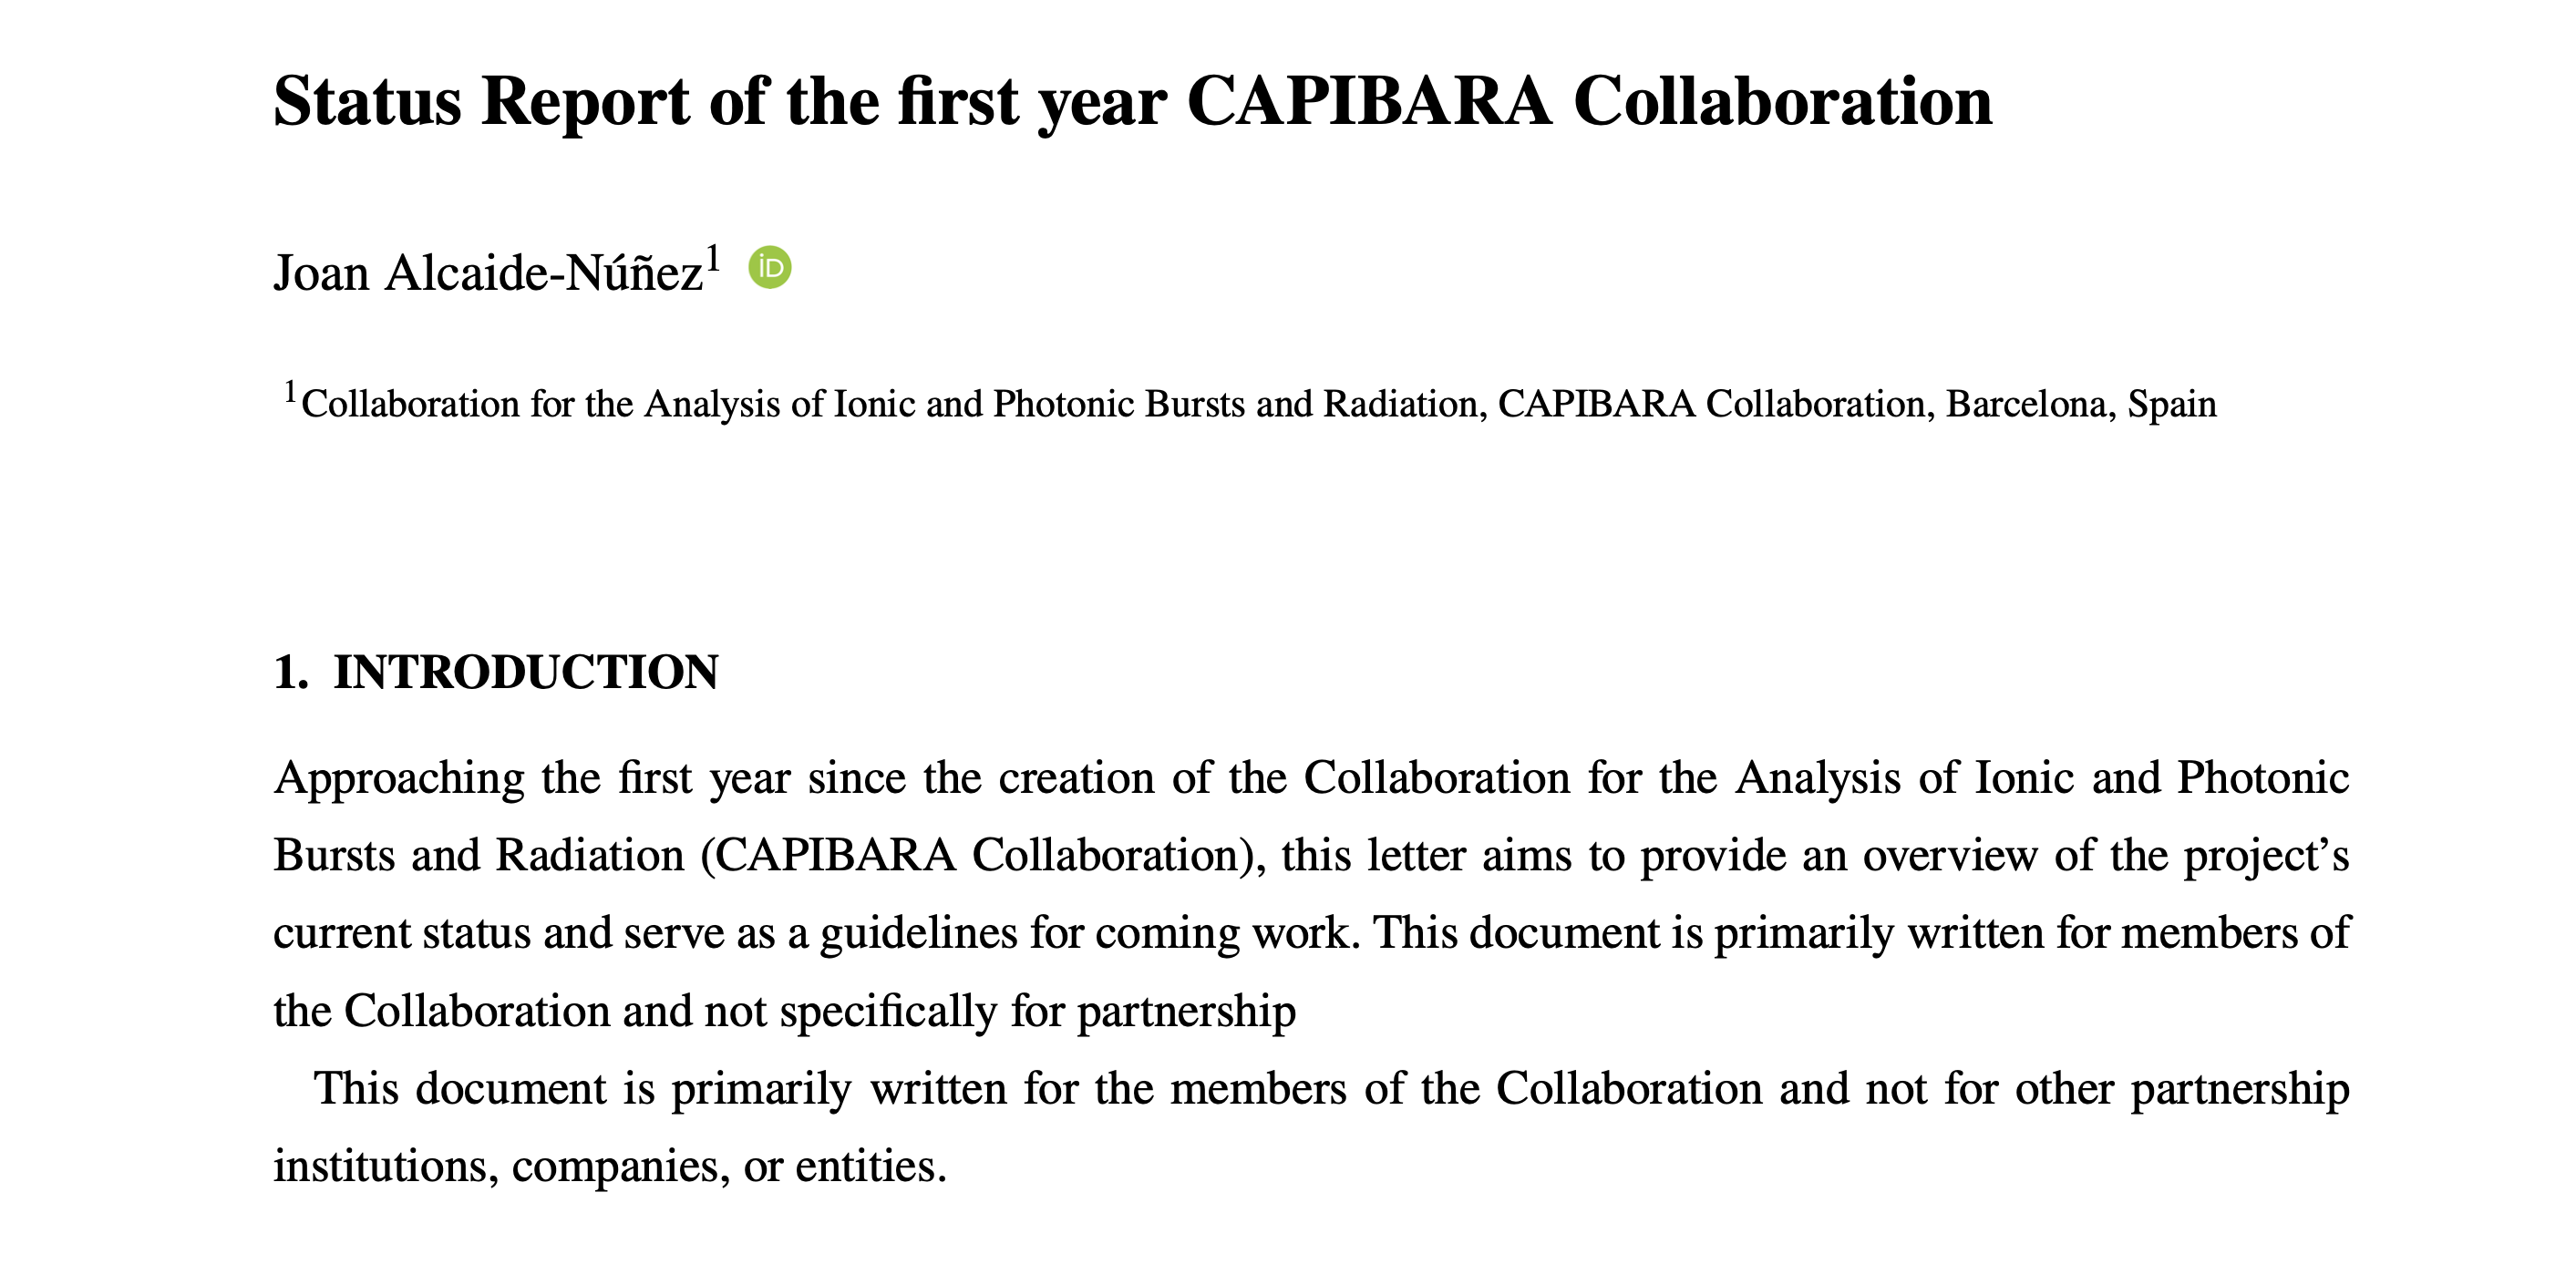 Status Report of the first year CAPIBARA Collaboration
Joan Alcaide-Núñez¹ iD
¹Collaboration for the Analysis of Ionic and Photonic Bursts and Radiation, CAPIBARA Collaboration, Barcelona, Spain
1. INTRODUCTION
Approaching the first year since the creation of the Collaboration for the Analysis of Ionic and Photonic
Bursts and Radiation (CAPIBARA Collaboration), this letter aims to provide an overview of the project’s
current status and serve as a guidelines for coming work. This document is primarily written for members of
the Collaboration and not specifically for partnership
This document is primarily written for the members of the Collaboration and not for other partnership
institutions, companies, or entities.